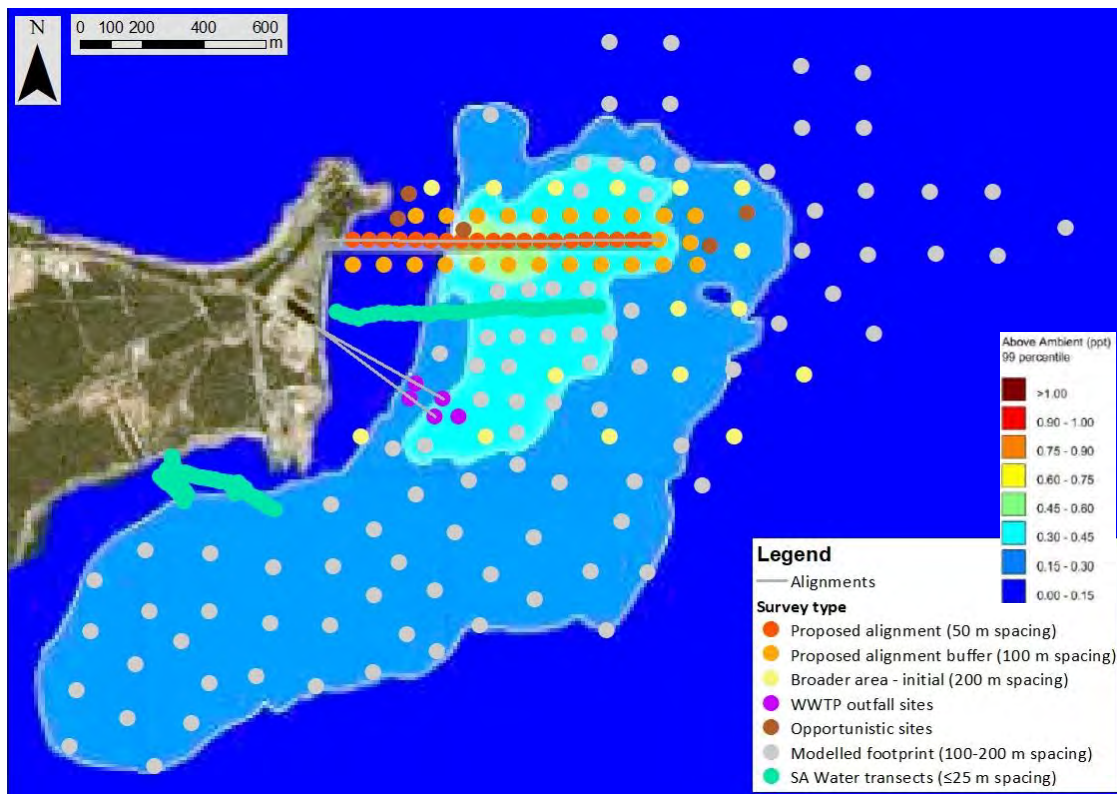 N
0 100 200 400 600
m
Above Ambient (ppt)
99 percentile
>1.00
0.90 - 1.00
0.75 - 0.90
0.60 - 0.75
0.45 - 0.60
0.30 - 0.45
0.15 - 0.30
0.00 - 0.15
Legend
Alignments
Survey type
Proposed alignment (50 m spacing)
Proposed alignment buffer (100 m spacing)
Broader area - initial (200 m spacing)
WWTP outfall sites
Opportunistic sites
Modelled footprint (100-200 m spacing)
SA Water transects (≤25 m spacing)